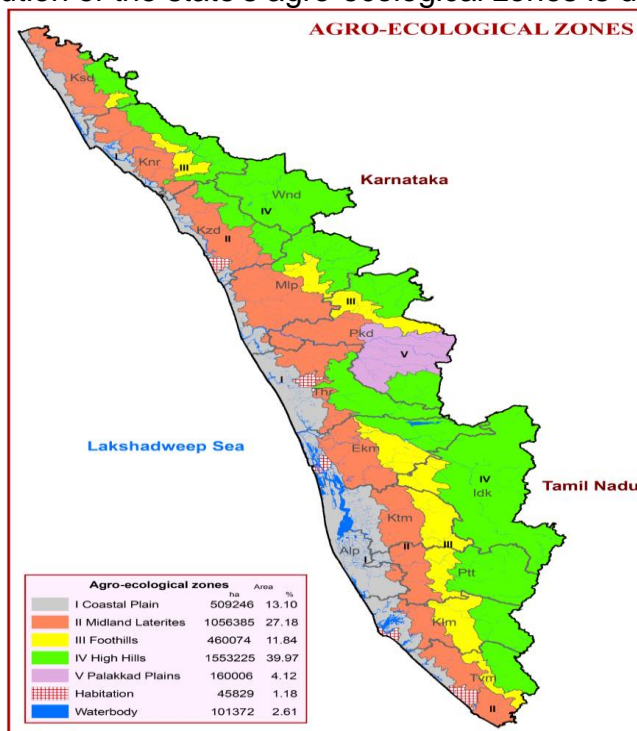 AGRO-ECOLOGICAL ZONES
Ksd
I
Knr
III
Karnataka
Wnd
IV
Kzd
II
Mlp
III
Pkd
V
I
Thr
Lakshadweep Sea
Ekm
IV
Idk
Tamil Nadu
Ktm
Alp
I
II
III
Ptt
Klm
Tvm
II
Agro-ecological zones Area
ha %
I Coastal Plain 509246 13.10
II Midland Laterites 1056385 27.18
III Foothills 460074 11.84
IV High Hills 1553225 39.97
V Palakkad Plains 160006 4.12
Habitation 45829 1.18
Waterbody 101372 2.61